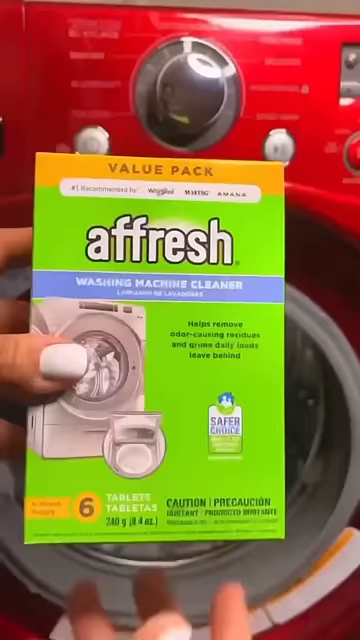 VALUE PACK
#1 Recommended by: Whirlpool MAYTAG AMANA
affresh
WASHING MACHINE CLEANER
LIMPIADOR DE LAVADORAS
Helps remove
odor-causing residues
and grime daily loads
leave behind
SAFER
CHOICE
6
TABLETS
TABLETAS
240 g (8.4 oz.)
CAUTION | PRECAUCIÓN
IRRITANT · PRODUCTO IRRITANTE